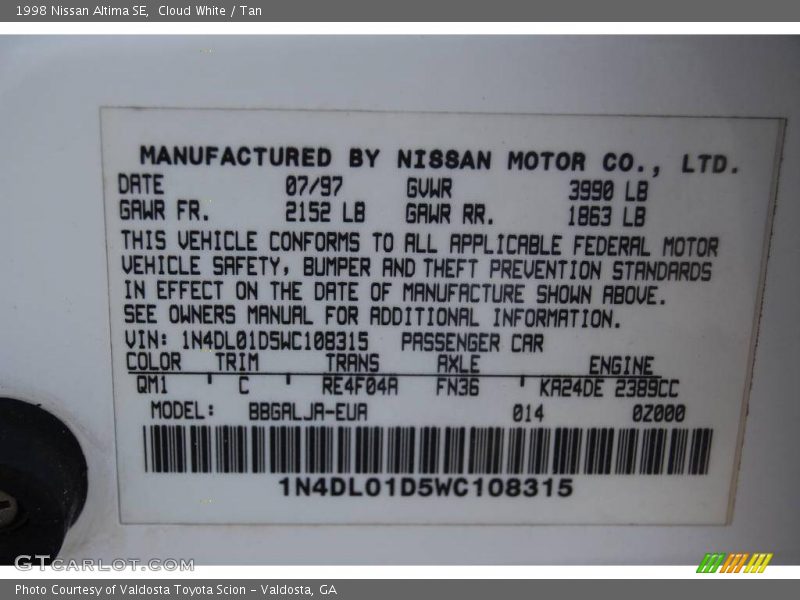 1998 Nissan Altima SE, Cloud White / Tan
MANUFACTURED BY NISSAN MOTOR CO., LTD.
DATE 07/97 GVWR 3990 LB
GAWR FR. 2152 LB GAWR RR. 1863 LB
THIS VEHICLE CONFORMS TO ALL APPLICABLE FEDERAL MOTOR
VEHICLE SAFETY, BUMPER AND THEFT PREVENTION STANDARDS
IN EFFECT ON THE DATE OF MANUFACTURE SHOWN ABOVE.
SEE OWNERS MANUAL FOR ADDITIONAL INFORMATION.
VIN: 1N4DL01D5WC108315 PASSENGER CAR
COLOR TRIM TRANS AXLE ENGINE
QM1 C RE4F04A FN36 KA24DE 2389CC
MODEL: BBGALJA-EUA 014 0Z000
1N4DL01D5WC108315
GTCARLOT.COM
Photo Courtesy of Valdosta Toyota Scion - Valdosta, GA